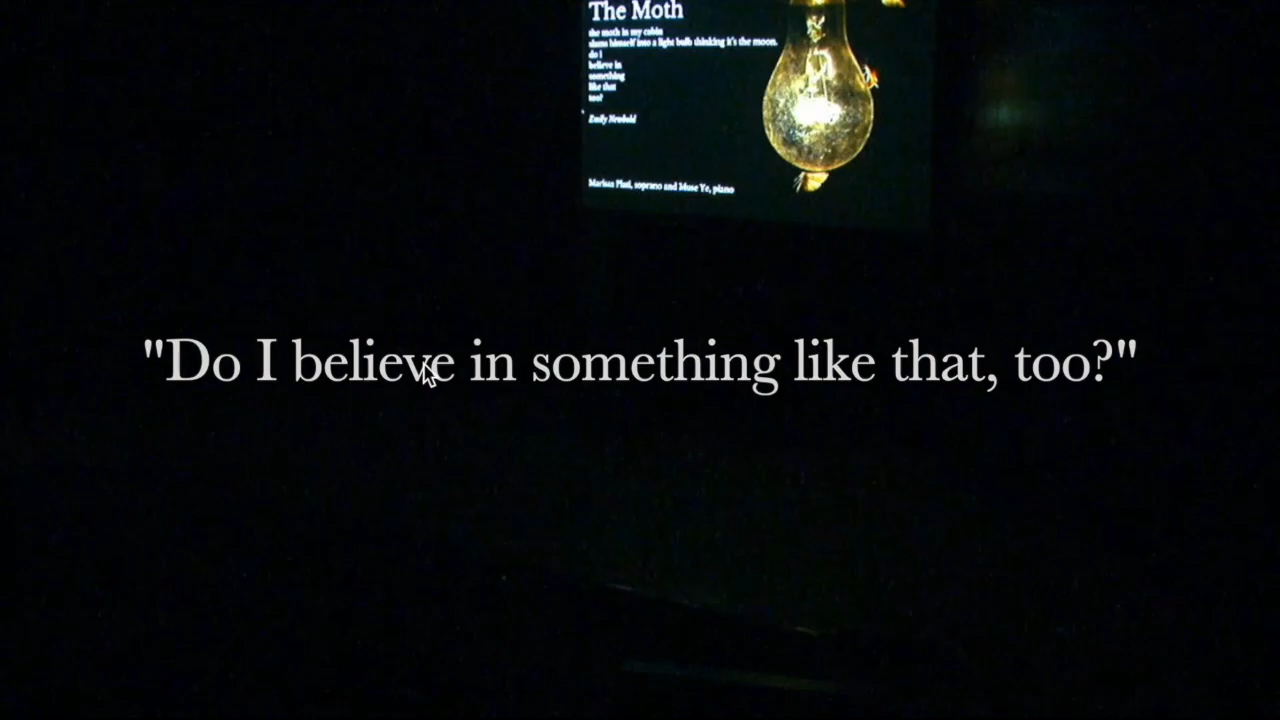 The Moth
the moth in my cabin
slams himself into a light bulb thinking it's the moon.
do I
believe in
something
like that
too?
Emily Newbold
Marissa Plati, soprano and Muse Ye, piano
"Do I believe in something like that, too?"